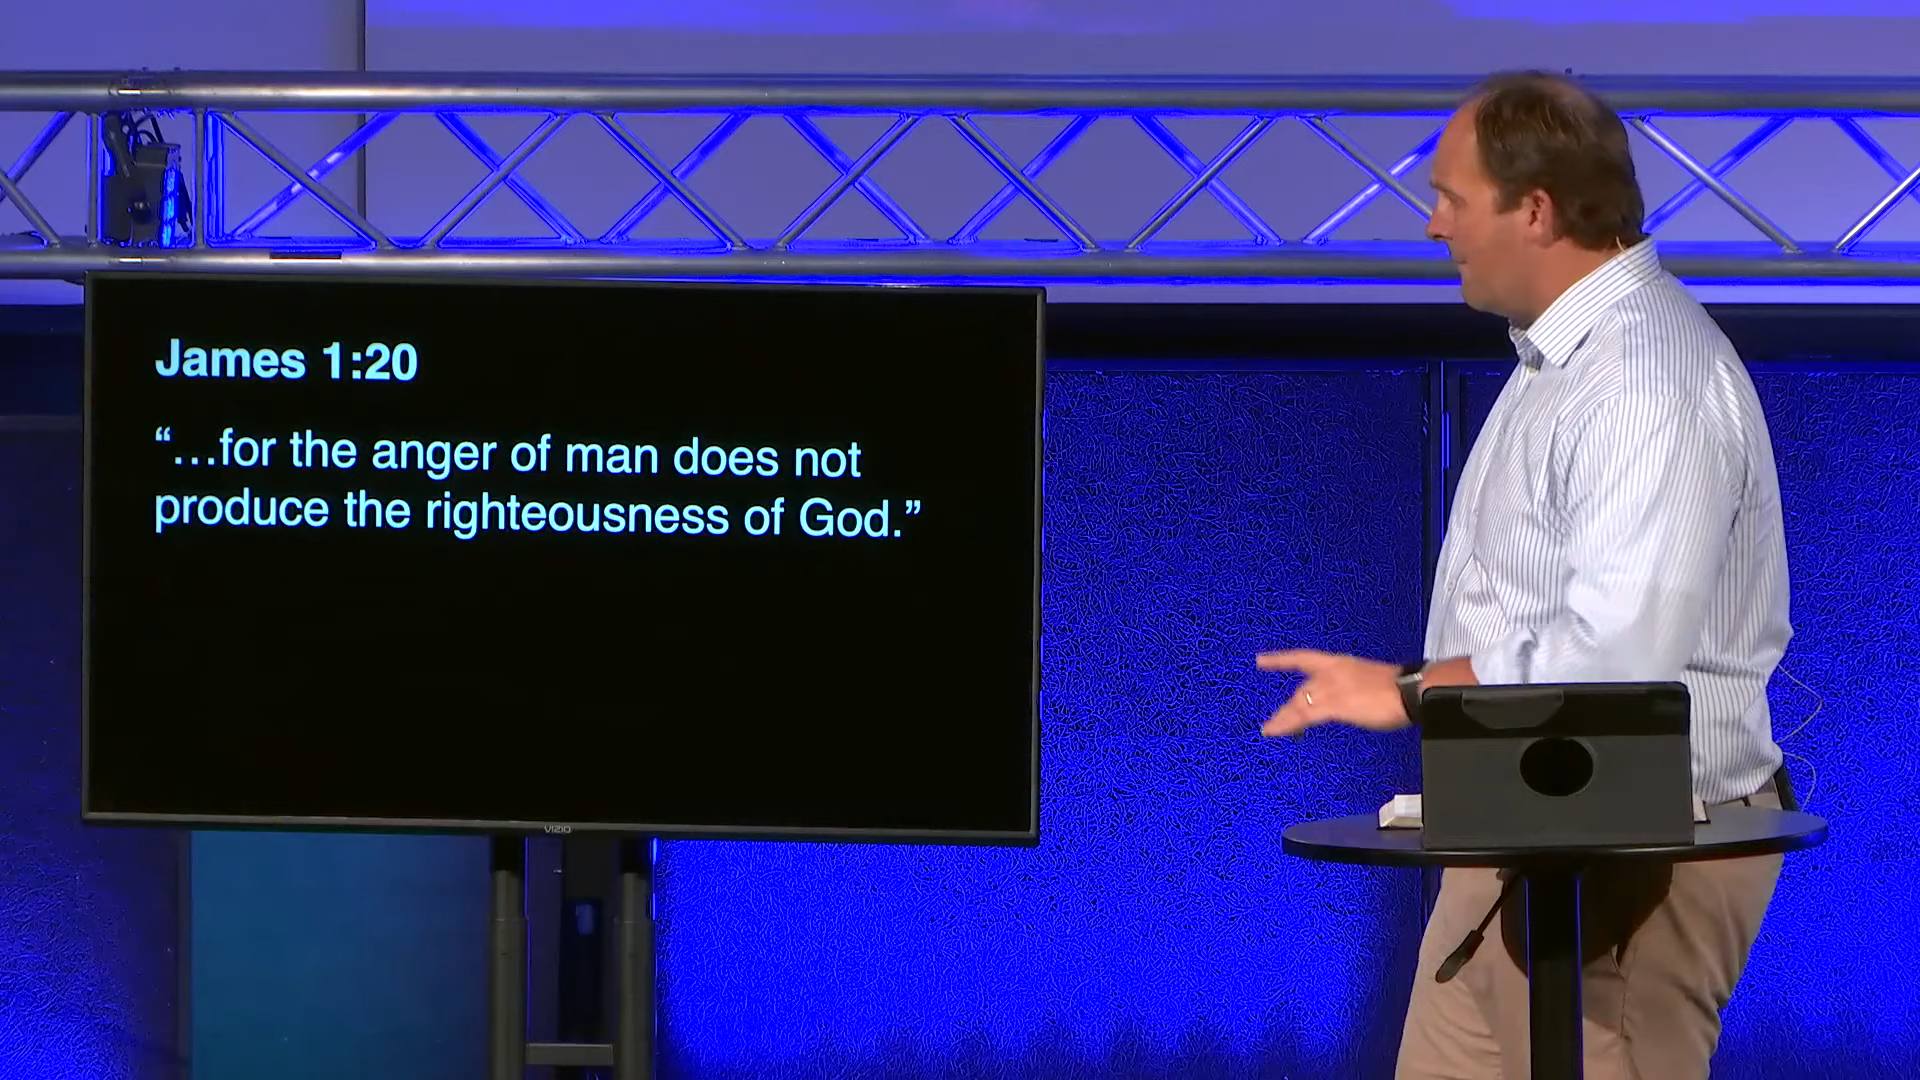 James 1:20
“…for the anger of man does not
produce the righteousness of God.”
VIZIO